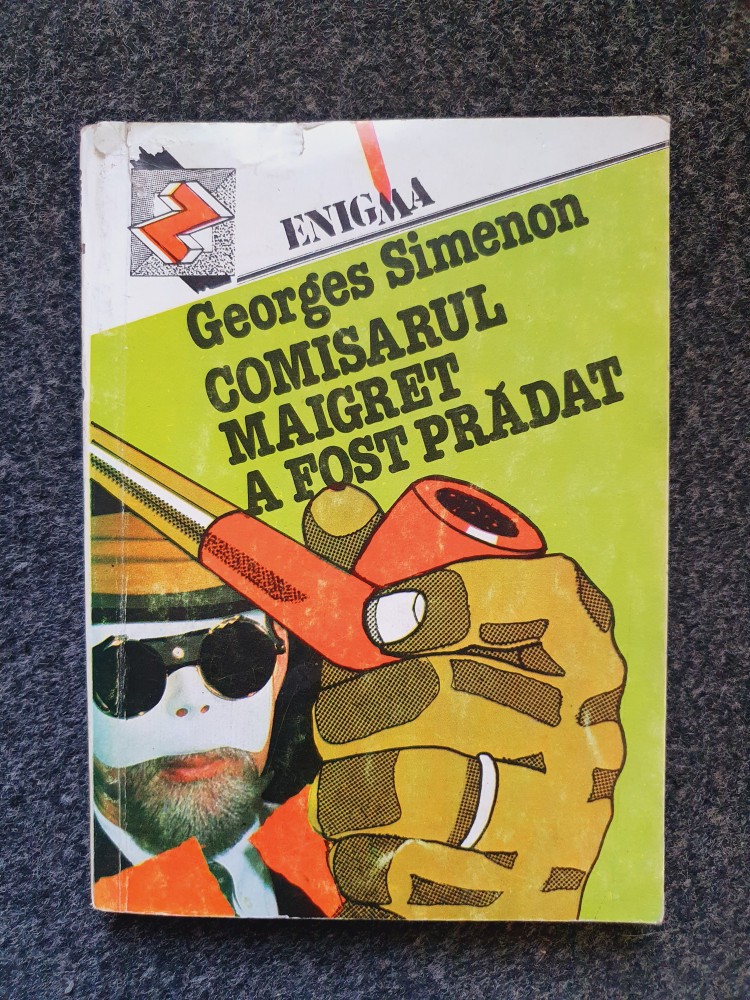 ENIGMA
Georges Simenon
COMISARUL
MAIGRET
A FOST PRĂDAT